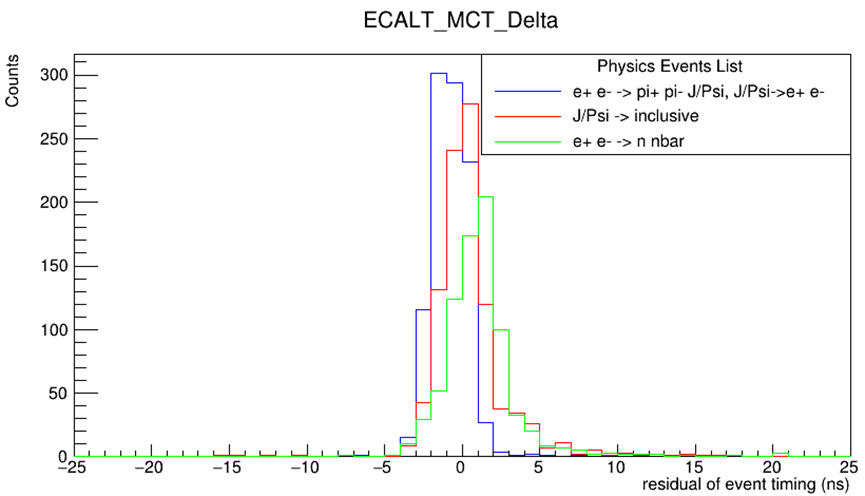 ECALT_MCT_Delta
Counts
Physics Events List
e+ e- -> pi+ pi- J/Psi, J/Psi->e+ e-
J/Psi -> inclusive
e+ e- -> n nbar
300
250
200
150
100
50
0
−25 −20 −15 −10 −5 0 5 10 15 20 25
residual of event timing (ns)